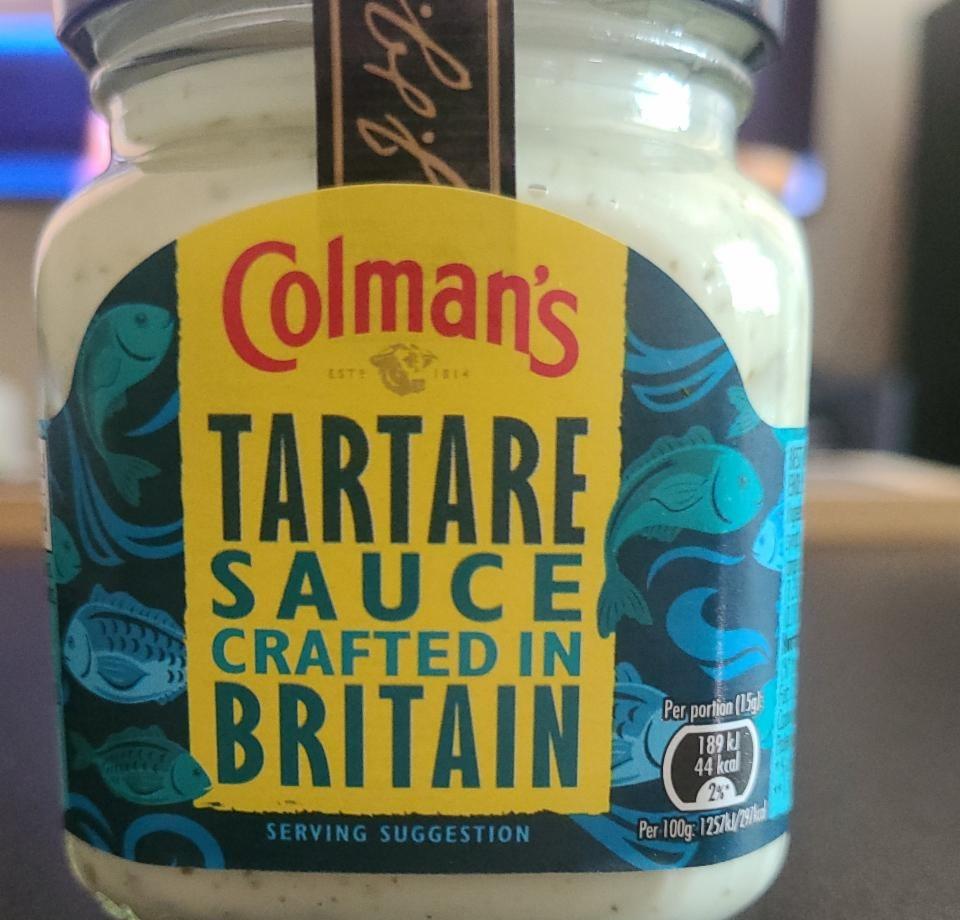 J. & J.
Colman's
ESTD 1814
TARTARE
SAUCE
CRAFTED IN
BRITAIN
SERVING SUGGESTION
Per portion (15g):
189 kJ
44 kcal
2%*
Per 100g: 1257kJ/297kcal